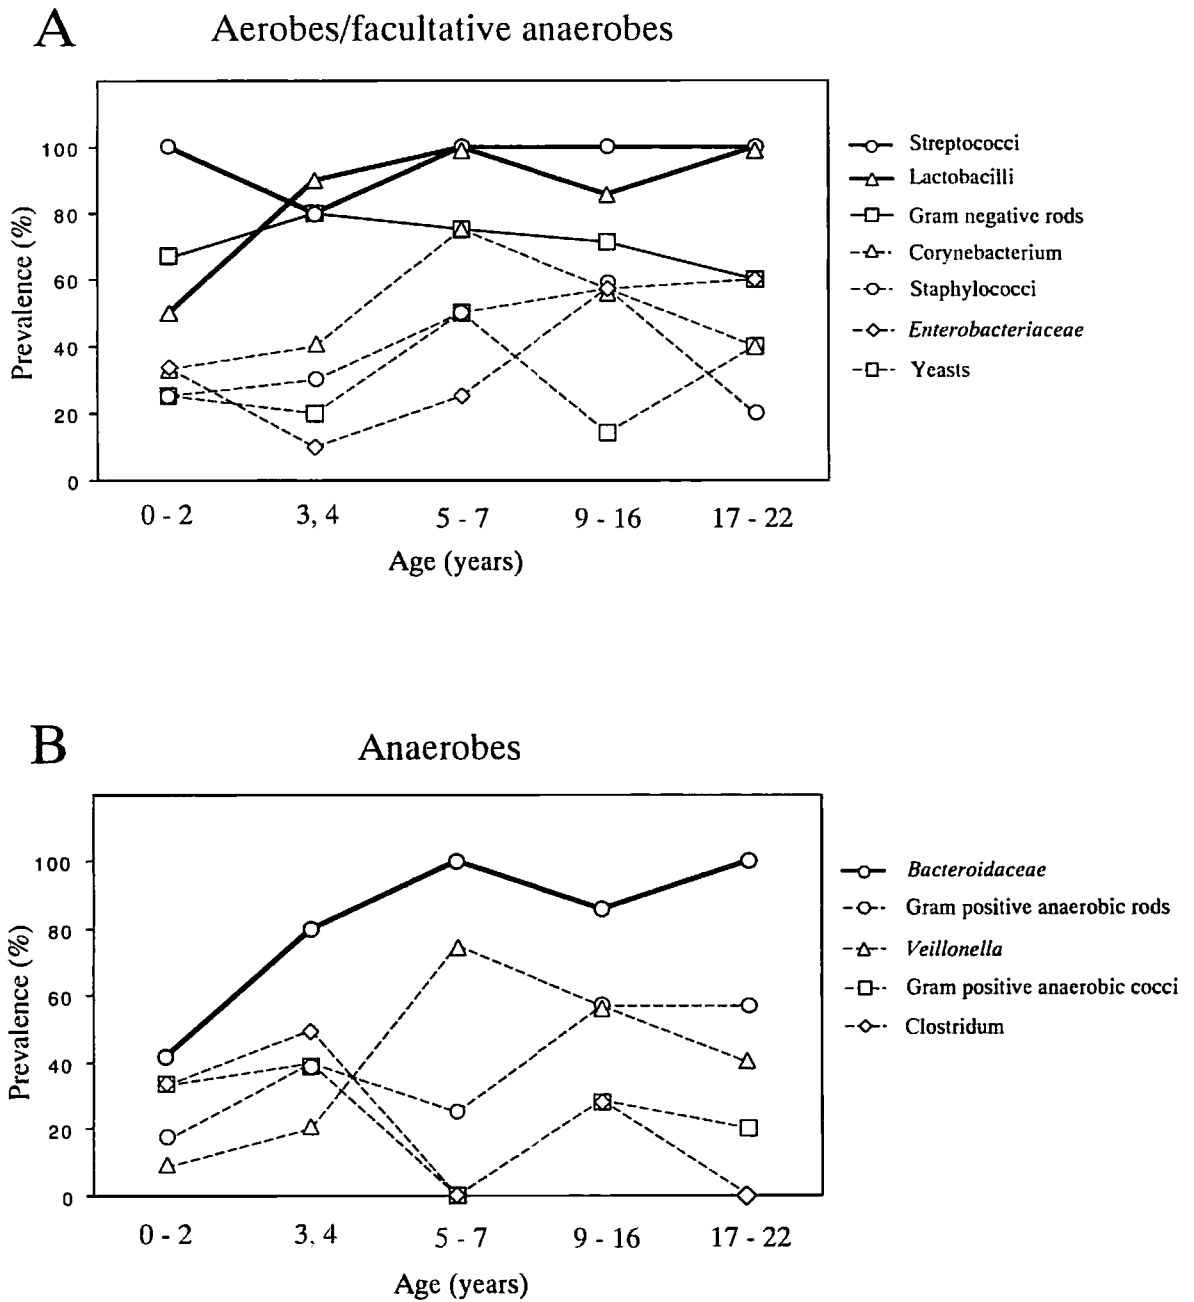 A
Aerobes/facultative anaerobes
100
80
60
40
20
0
Prevalence (%)
0 - 2
3, 4
5 - 7
9 - 16
17 - 22
Age (years)
Streptococci
Lactobacilli
Gram negative rods
Corynebacterium
Staphylococci
Enterobacteriaceae
Yeasts
B
Anaerobes
100
80
60
40
20
0
Prevalence (%)
0 - 2
3, 4
5 - 7
9 - 16
17 - 22
Age (years)
Bacteroidaceae
Gram positive anaerobic rods
Veillonella
Gram positive anaerobic cocci
Clostridum